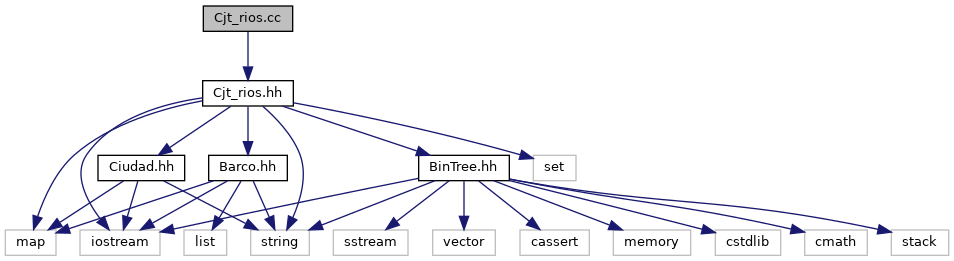 Cjt_rios.cc
Cjt_rios.hh
Ciudad.hh
Barco.hh
BinTree.hh
set
map
iostream
list
string
sstream
vector
cassert
memory
cstdlib
cmath
stack